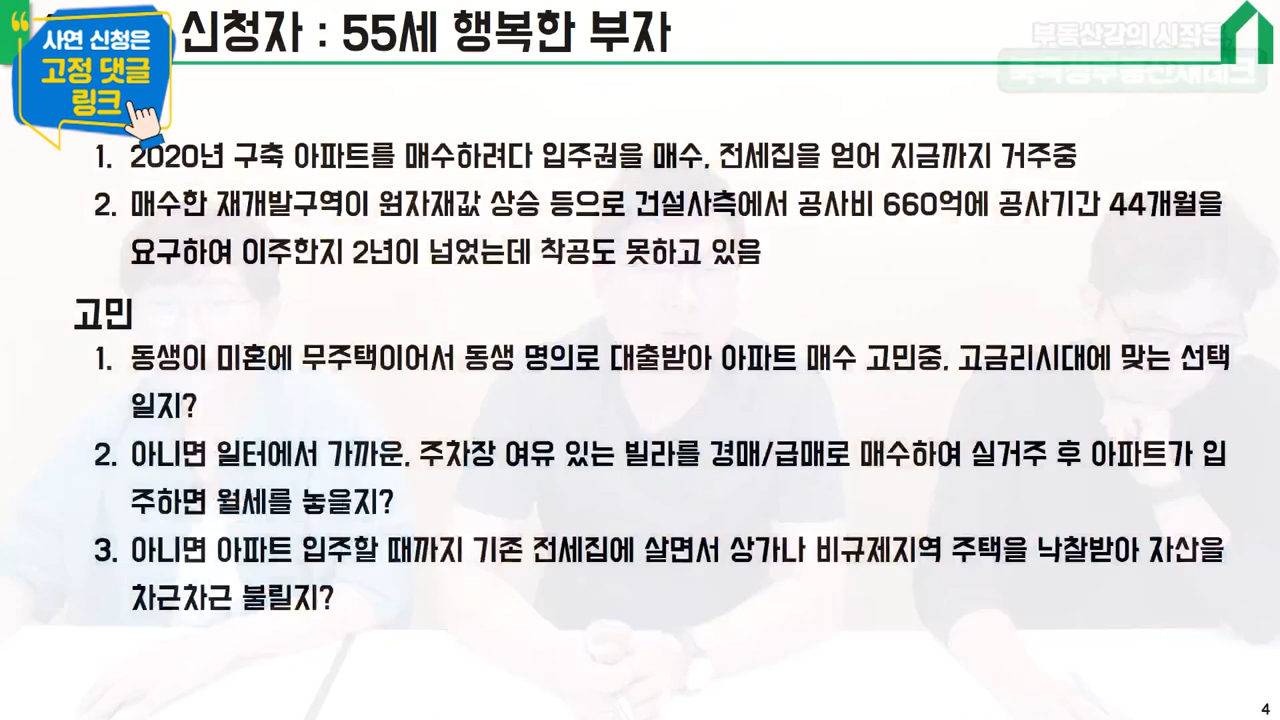 신청자 : 55세 행복한 부자
사연 신청은
고정 댓글
링크
부동산강의 시작은
1. 2020년 구축 아파트를 매수하려다 입주권을 매수, 전세집을 얻어 지금까지 거주중
2. 매수한 재개발구역이 원자재값 상승 등으로 건설사측에서 공사비 660억에 공사기간 44개월을
요구하여 이주한지 2년이 넘었는데 착공도 못하고 있음
고민
1. 동생이 미혼에 무주택이어서 동생 명의로 대출받아 아파트 매수 고민중, 고금리시대에 맞는 선택
일지?
2. 아니면 일터에서 가까운, 주차장 여유 있는 빌라를 경매/급매로 매수하여 실거주 후 아파트가 입
주하면 월세를 놓을지?
3. 아니면 아파트 입주할 때까지 기존 전세집에 살면서 상가나 비규제지역 주택을 낙찰받아 자산을
차근차근 불릴지?
4